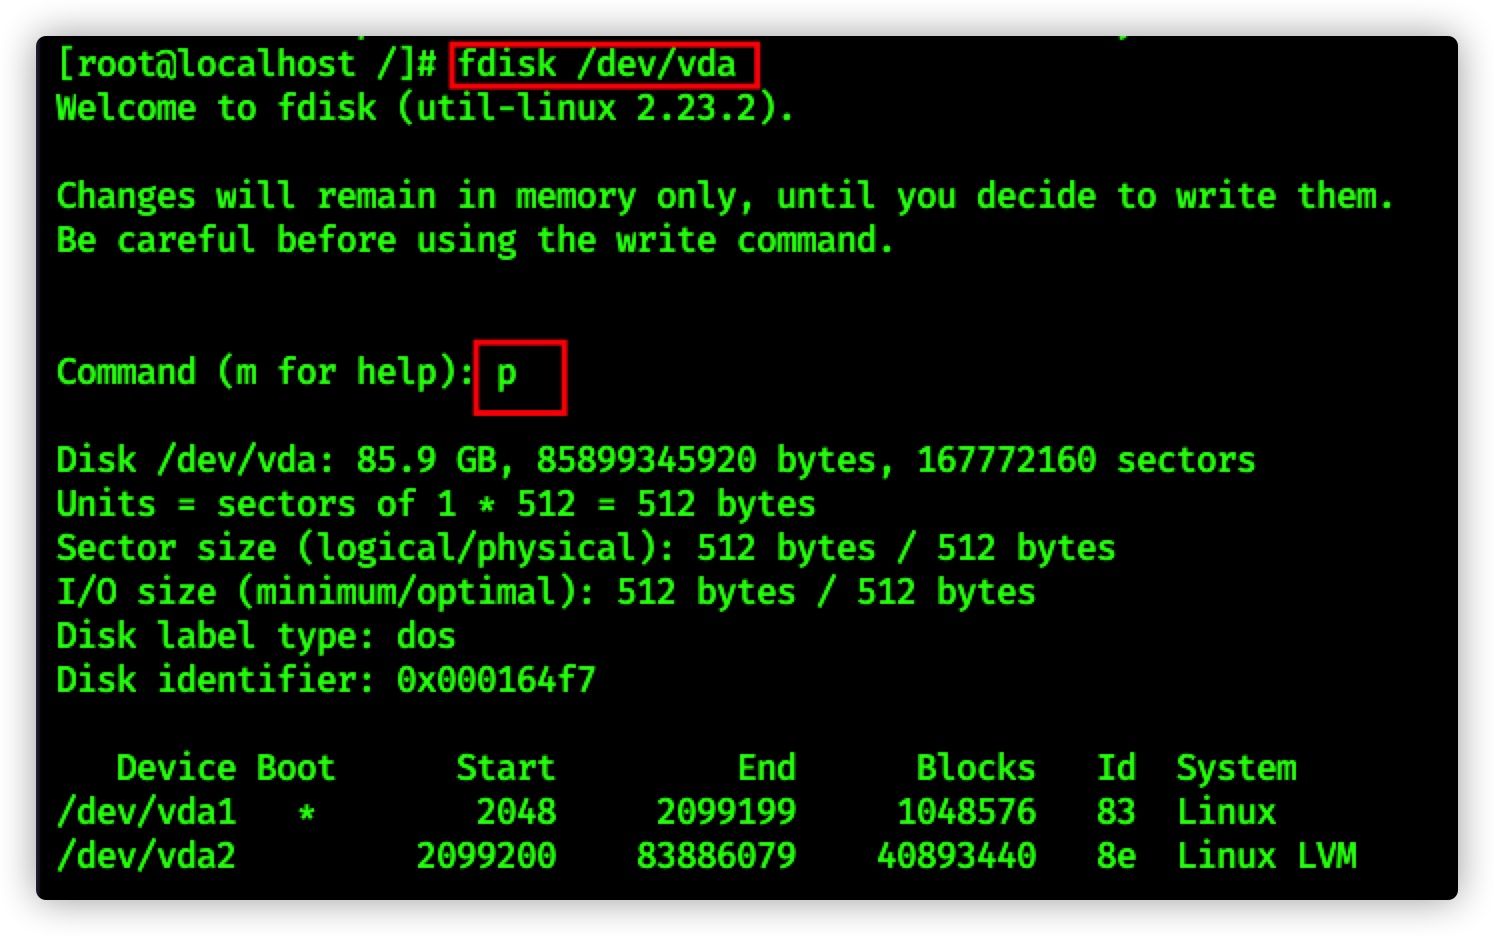 [root@localhost /]# fdisk /dev/vda
Welcome to fdisk (util-linux 2.23.2).
Changes will remain in memory only, until you decide to write them.
Be careful before using the write command.
Command (m for help): p
Disk /dev/vda: 85.9 GB, 85899345920 bytes, 167772160 sectors
Units = sectors of 1 * 512 = 512 bytes
Sector size (logical/physical): 512 bytes / 512 bytes
I/O size (minimum/optimal): 512 bytes / 512 bytes
Disk label type: dos
Disk identifier: 0x000164f7
Device Boot Start End Blocks Id System
/dev/vda1 * 2048 2099199 1048576 83 Linux
/dev/vda2 2099200 83886079 40893440 8e Linux LVM